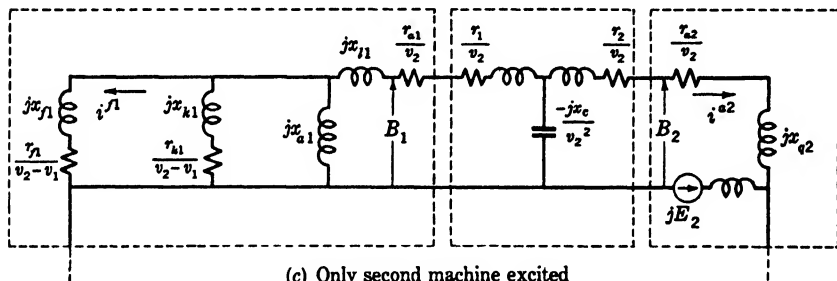 jx_{l1} r_{a1}/v_2 r_1/v_2 r_2/v_2 r_{a2}/v_2
jx_{f1} i^{f1} jx_{k1} jx_{a1} B_1 -jx_c/v_2^2 B_2 i^{a2} jx_{q2}
r_{f1}/v_2-v_1 r_{k1}/v_2-v_1
jE_2
(c) Only second machine excited